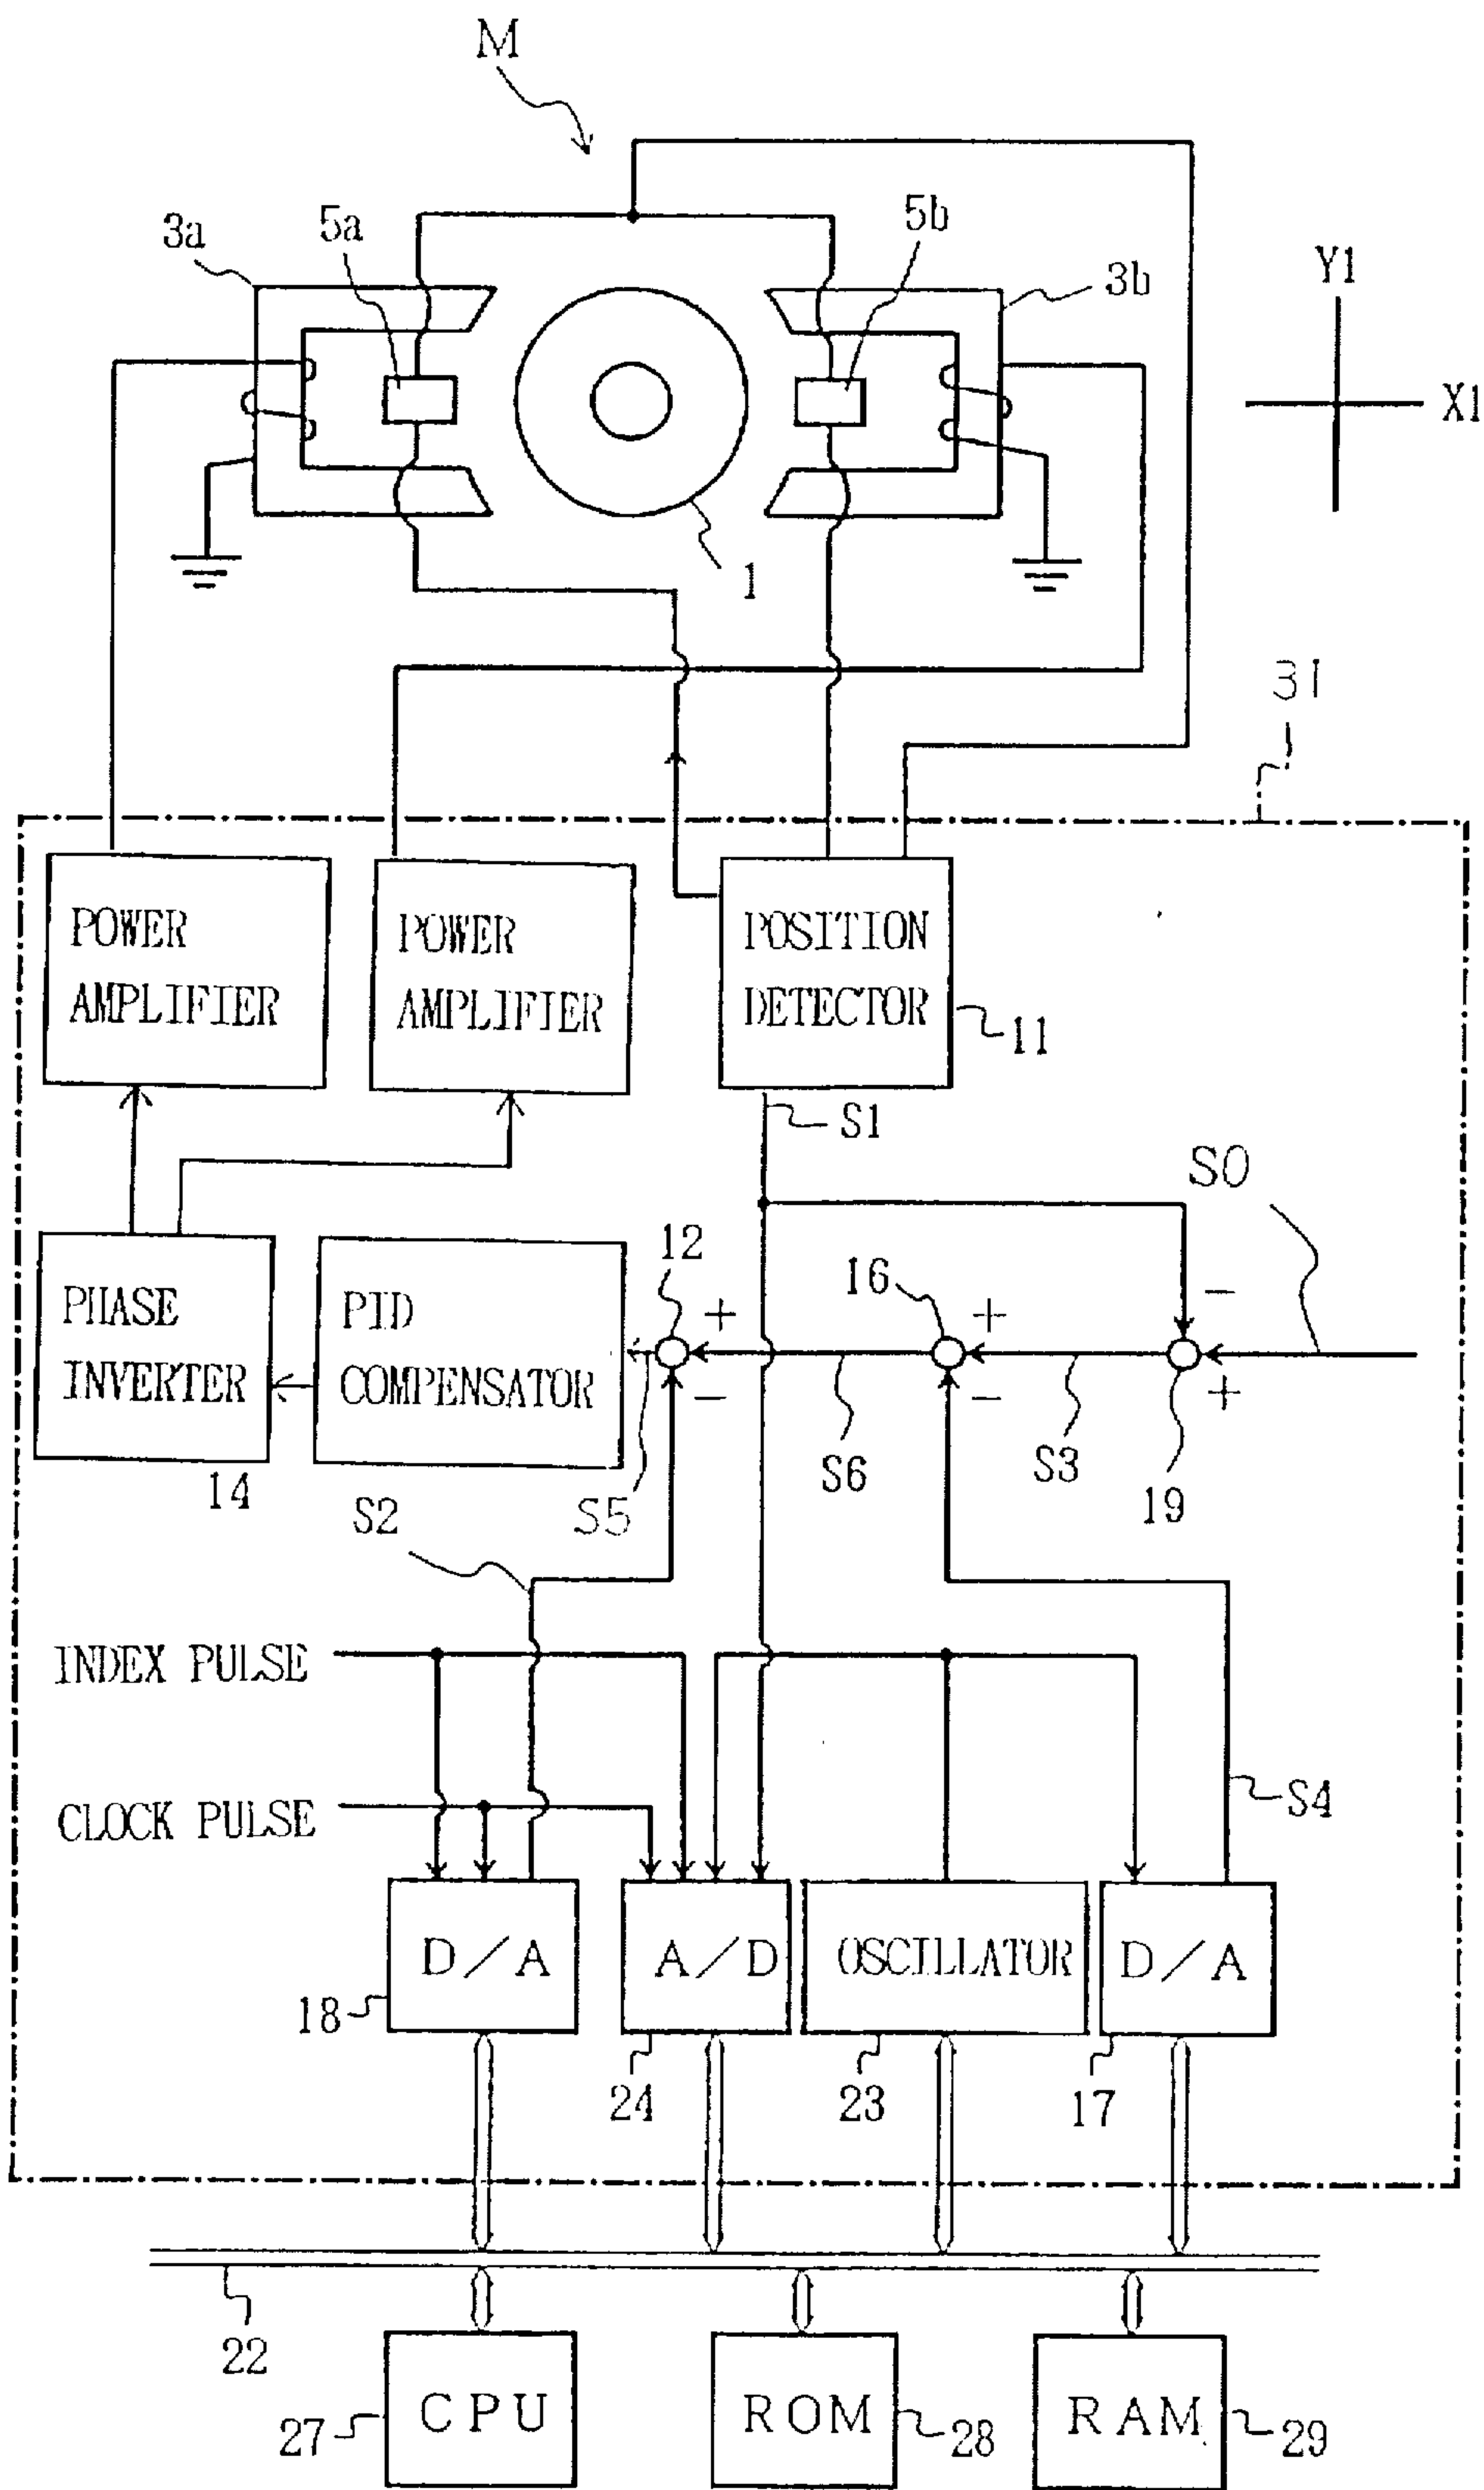 M
3a
5a
5b
3b
Y1
X1
1
31
POWER
AMPLIFIER
POWER
AMPLIFIER
POSITION
DETECTOR
11
S1
S0
PHASE
INVERTER
14
PID
COMPENSATOR
12
+
-
16
+
-
-
+
19
S6
S3
S5
S2
INDEX PULSE
CLOCK PULSE
S4
D/A
18
A/D
24
OSCILLATOR
23
D/A
17
22
CPU
27
ROM
28
RAM
29